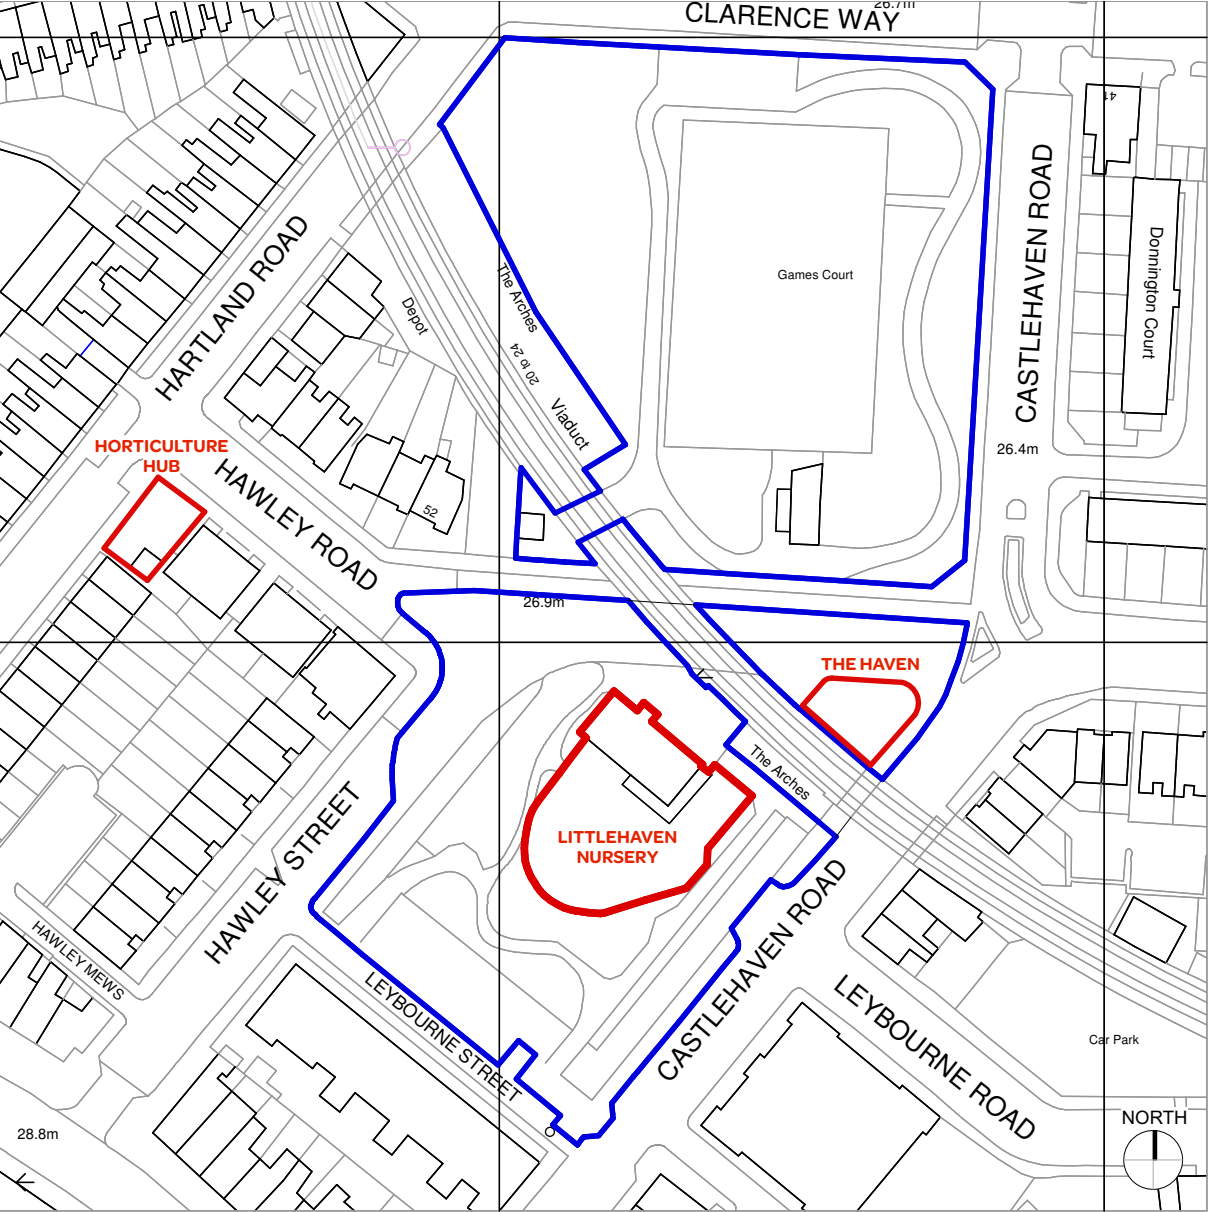 26.7m
CLARENCE WAY
41
HARTLAND ROAD
CASTLEHAVEN ROAD
Donnington Court
The Arches
Games Court
Depot
20 to 24
Viaduct
HORTICULTURE
HUB
26.4m
HAWLEY ROAD
52
26.9m
THE HAVEN
The Arches
LITTLEHAVEN
NURSERY
HAWLEY STREET
CASTLEHAVEN ROAD
HAWLEY MEWS
LEYBOURNE STREET
LEYBOURNE ROAD
Car Park
NORTH
28.8m